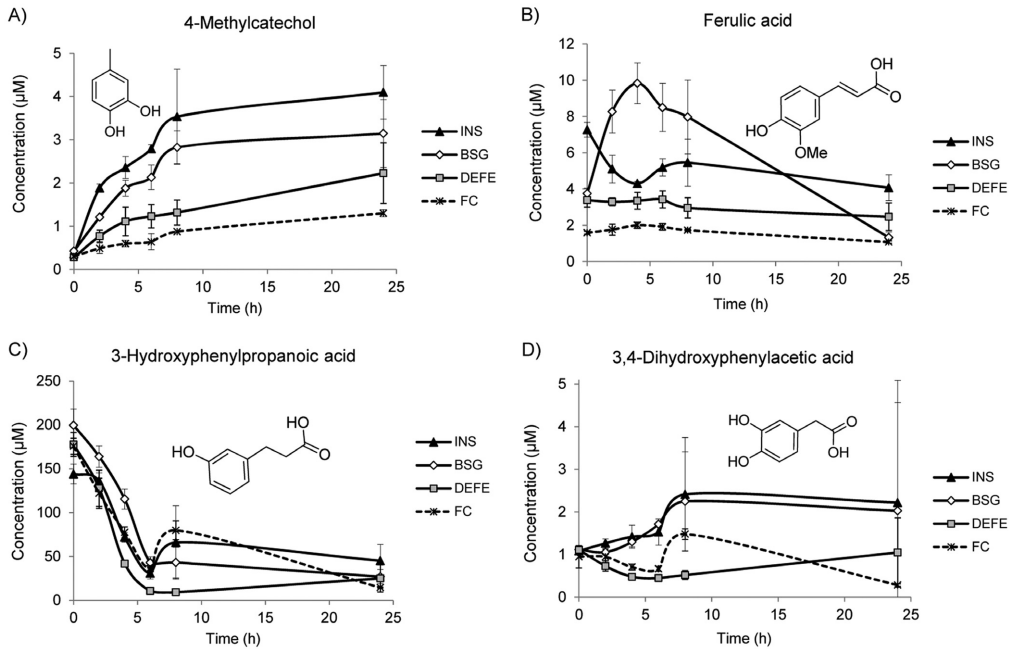 A)
4-Methylcatechol
Concentration (µM)
5
4
3
2
1
0
0 5 10 15 20 25
Time (h)
OH
OH
INS
BSG
DEFE
FC
B)
Ferulic acid
Concentration (µM)
12
10
8
6
4
2
0
0 5 10 15 20 25
Time (h)
OH
O
HO
OMe
INS
BSG
DEFE
FC
C)
3-Hydroxyphenylpropanoic acid
Concentration (µM)
250
200
150
100
50
0
0 5 10 15 20 25
Time (h)
HO
HO
O
INS
BSG
DEFE
FC
D)
3,4-Dihydroxyphenylacetic acid
Concentration (µM)
5
4
3
2
1
0
0 5 10 15 20 25
Time (h)
HO
O
HO
OH
INS
BSG
DEFE
FC